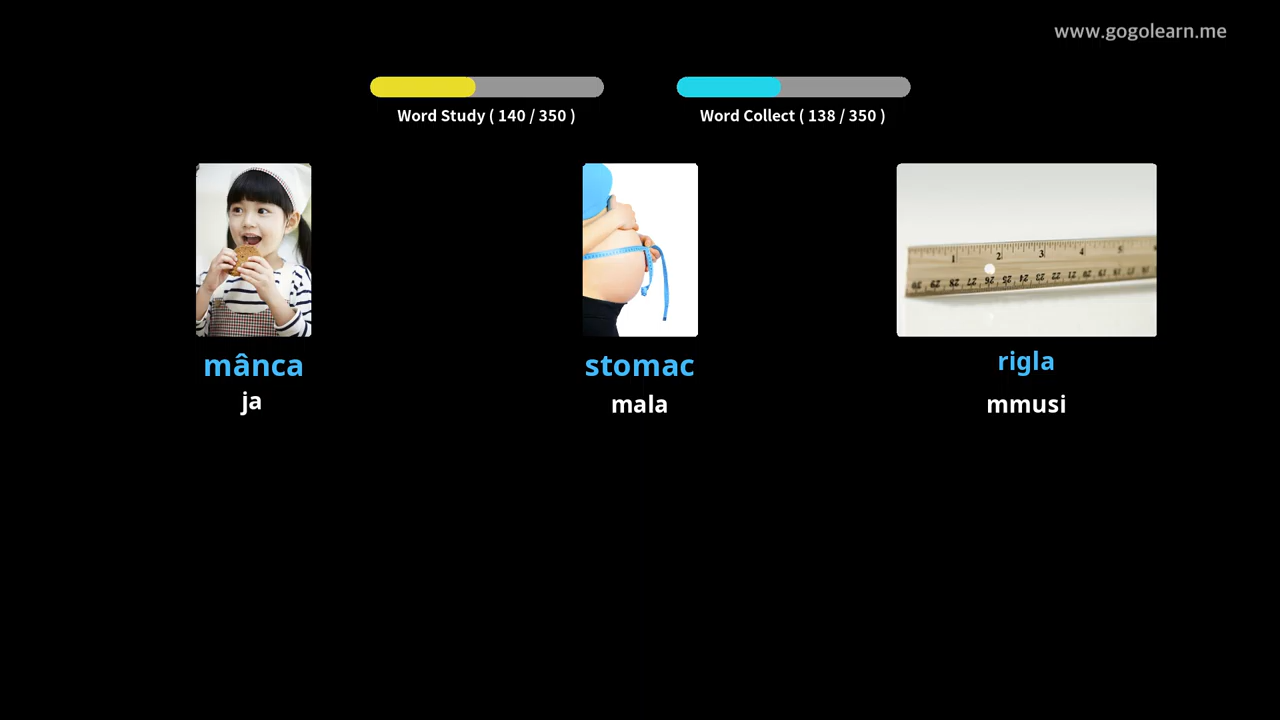 www.gogolearn.me
Word Study ( 140 / 350 )
Word Collect ( 138 / 350 )
mânca
ja
stomac
mala
rigla
mmusi